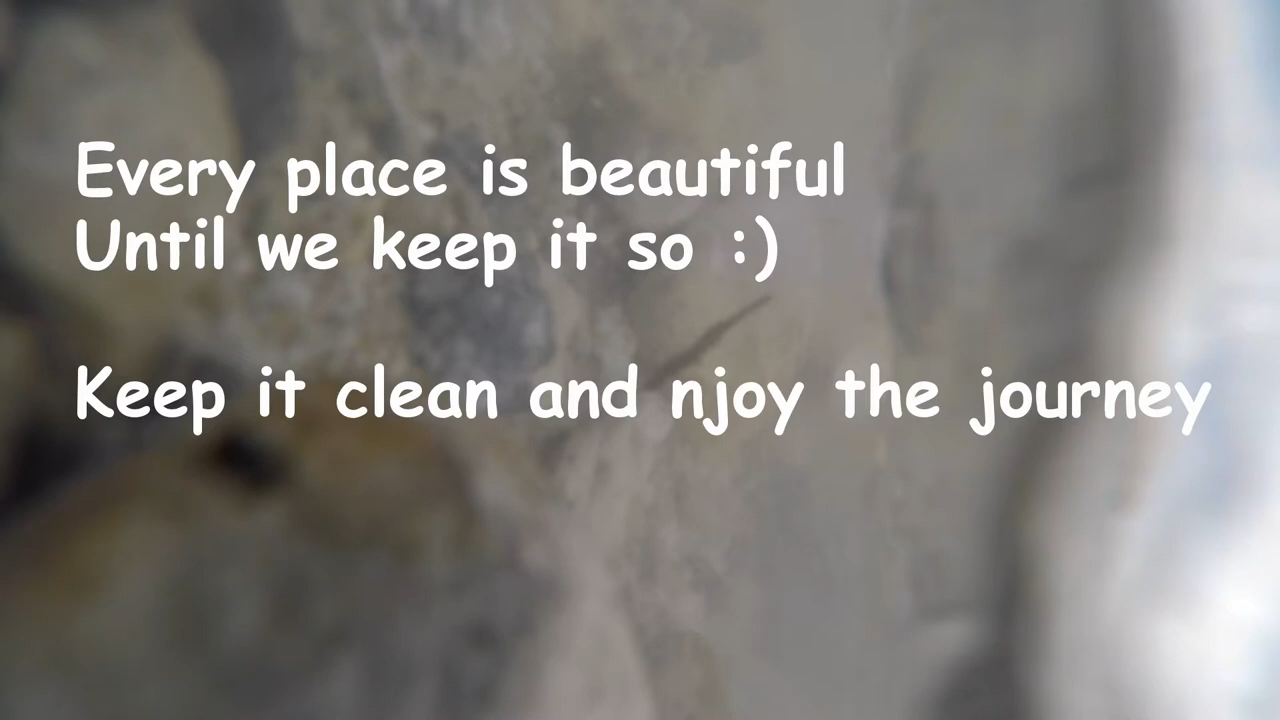 Every place is beautiful
Until we keep it so :)
Keep it clean and njoy the journey